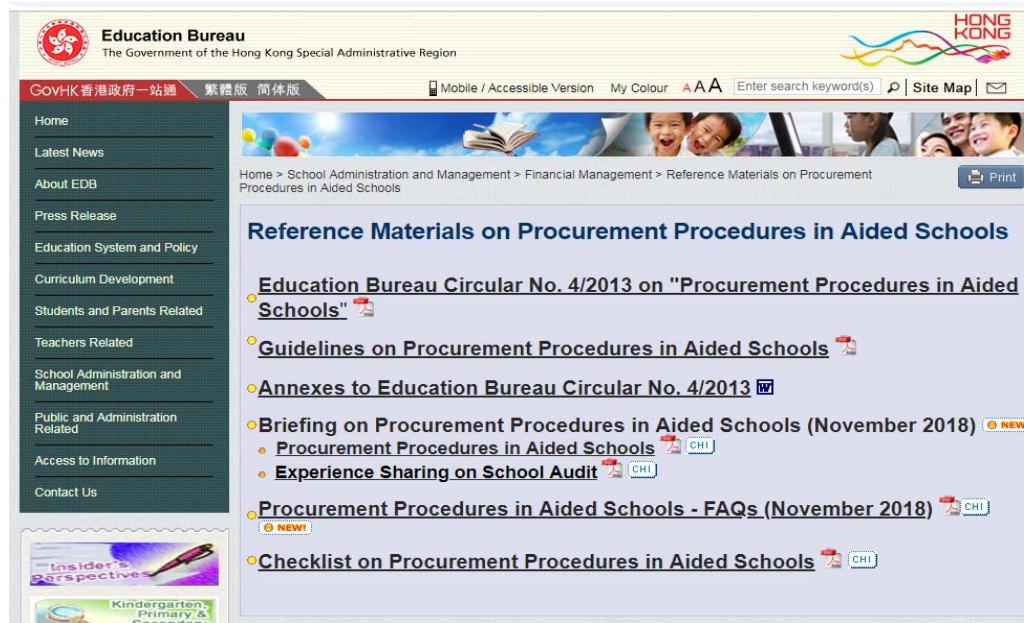 Education Bureau
The Government of the Hong Kong Special Administrative Region
HONG
KONG
GovHK香港政府一站通
繁體版 简体版
Mobile / Accessible Version My Colour A A A Enter search keyword(s) Site Map
Home
Latest News
About EDB
Press Release
Education System and Policy
Curriculum Development
Students and Parents Related
Teachers Related
School Administration and
Management
Public and Administration
Related
Access to Information
Contact Us
Insider's
Perspectives
Kindergarten,
Primary &
Home > School Administration and Management > Financial Management > Reference Materials on Procurement
Procedures in Aided Schools
Print
Reference Materials on Procurement Procedures in Aided Schools
Education Bureau Circular No. 4/2013 on "Procurement Procedures in Aided
Schools"
Guidelines on Procurement Procedures in Aided Schools
Annexes to Education Bureau Circular No. 4/2013 W
Briefing on Procurement Procedures in Aided Schools (November 2018) NEW
Procurement Procedures in Aided Schools CHI
Experience Sharing on School Audit CHI
Procurement Procedures in Aided Schools - FAQs (November 2018) CHI
NEW!
Checklist on Procurement Procedures in Aided Schools CHI